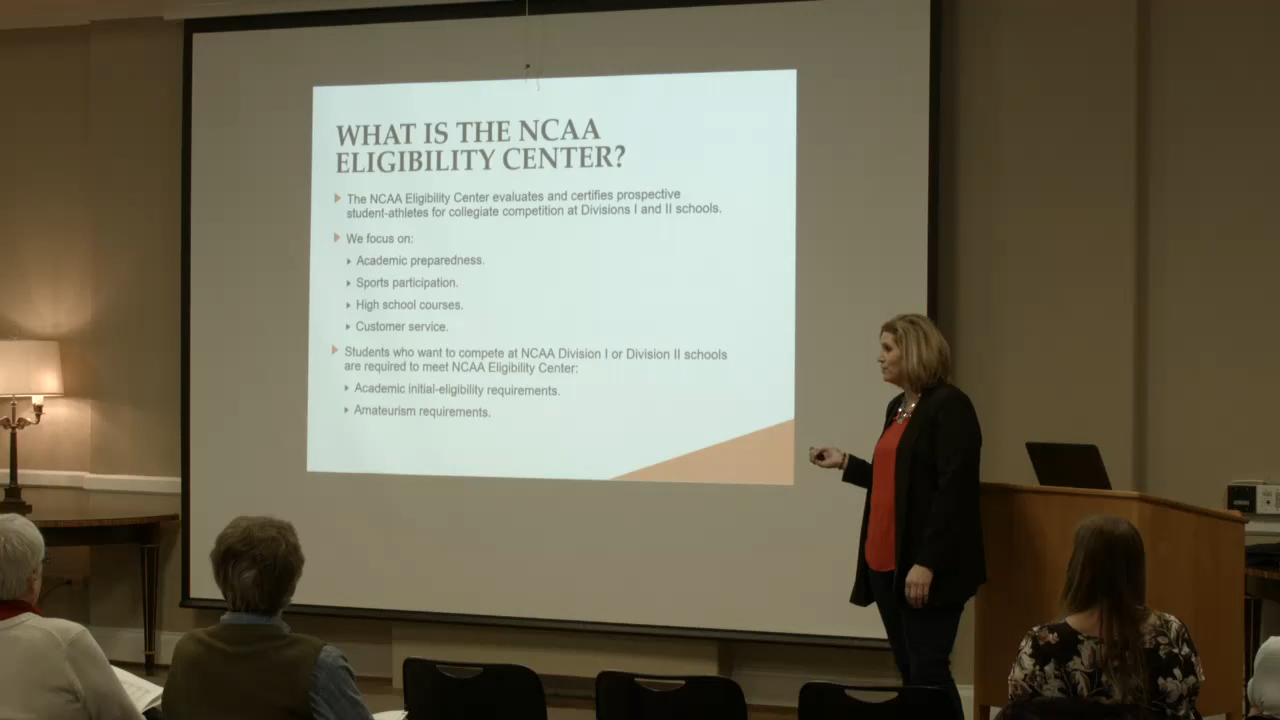 WHAT IS THE NCAA
ELIGIBILITY CENTER?
The NCAA Eligibility Center evaluates and certifies prospective
student-athletes for collegiate competition at Divisions I and II schools.
We focus on:
Academic preparedness.
Sports participation.
High school courses.
Customer service.
Students who want to compete at NCAA Division I or Division II schools
are required to meet NCAA Eligibility Center:
Academic initial-eligibility requirements.
Amateurism requirements.